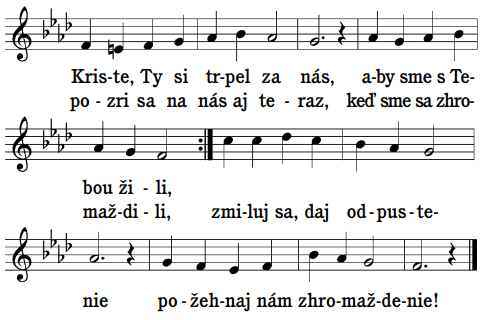 Kris-te, Ty si tr-pel za nás, a-by sme s Te-
po-zri sa na nás aj te-raz, keď sme sa zhro-
bou ži-li,
maž-di-li, zmi-luj sa, daj od-pus-te-
nie po-žeh-naj nám zhro-maž-de-nie!